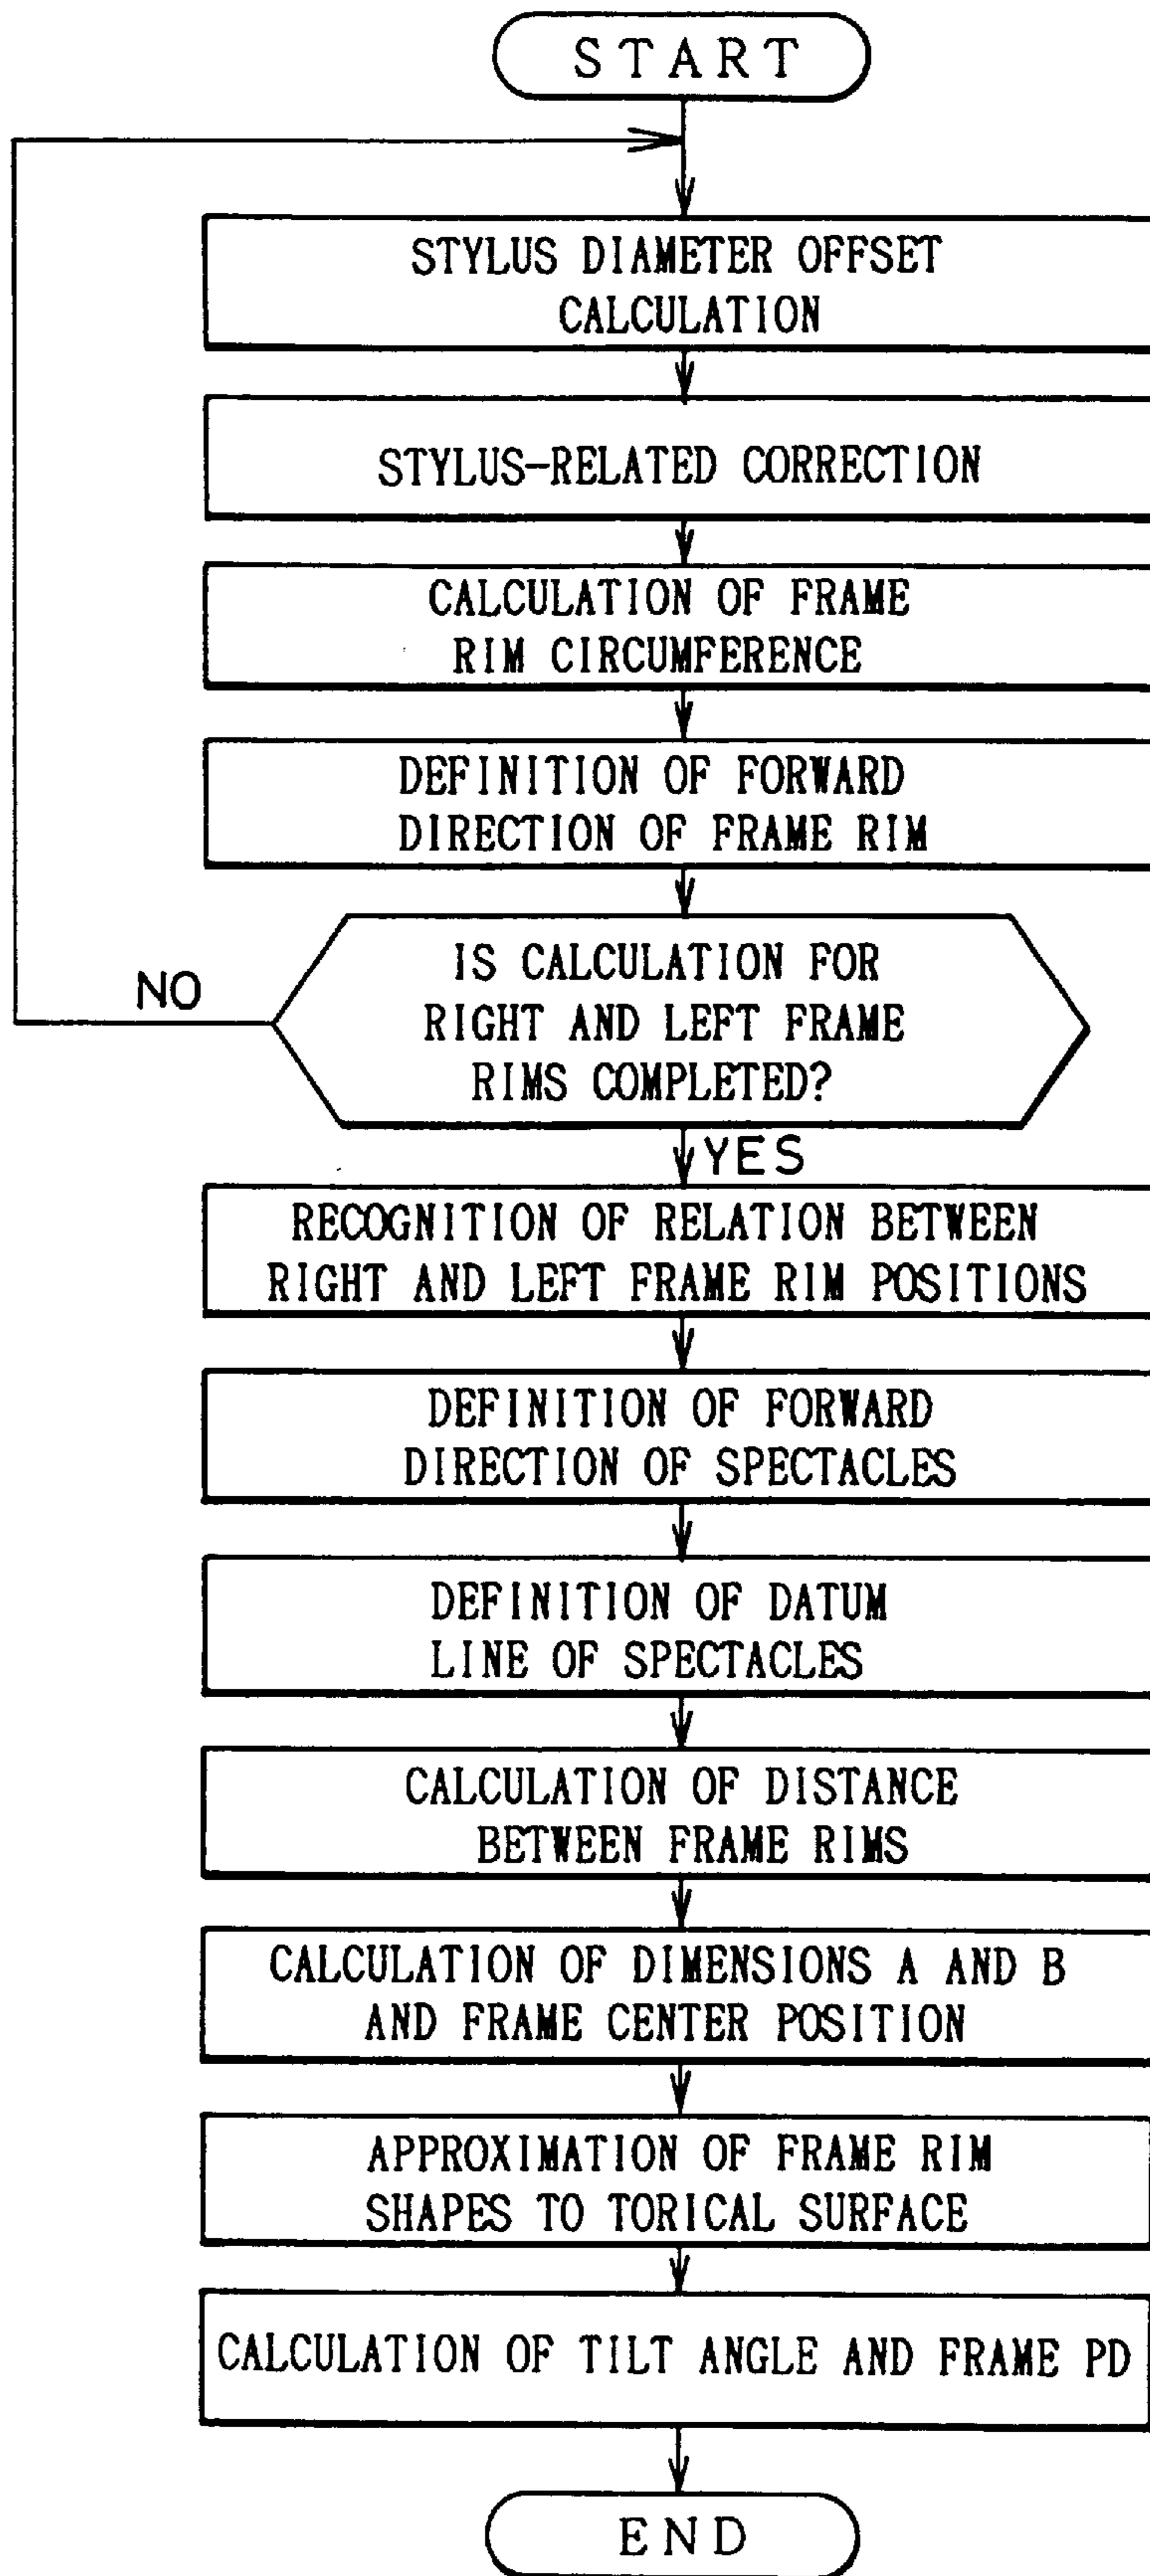 START
STYLUS DIAMETER OFFSET
CALCULATION
STYLUS-RELATED CORRECTION
CALCULATION OF FRAME
RIM CIRCUMFERENCE
DEFINITION OF FORWARD
DIRECTION OF FRAME RIM
IS CALCULATION FOR
RIGHT AND LEFT FRAME
RIMS COMPLETED?
NO
YES
RECOGNITION OF RELATION BETWEEN
RIGHT AND LEFT FRAME RIM POSITIONS
DEFINITION OF FORWARD
DIRECTION OF SPECTACLES
DEFINITION OF DATUM
LINE OF SPECTACLES
CALCULATION OF DISTANCE
BETWEEN FRAME RIMS
CALCULATION OF DIMENSIONS A AND B
AND FRAME CENTER POSITION
APPROXIMATION OF FRAME RIM
SHAPES TO TORICAL SURFACE
CALCULATION OF TILT ANGLE AND FRAME PD
END